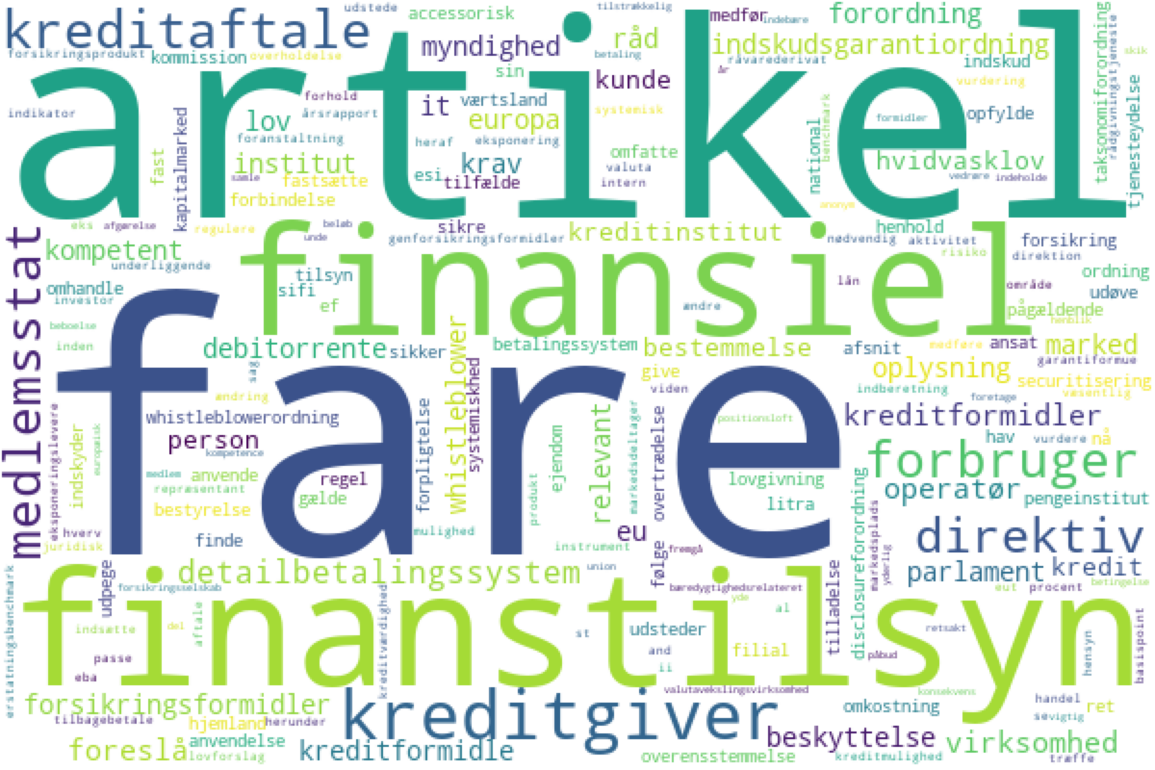 udstede
accessorisk
tilstrækkelig
medfør
indebære
forordning
kreditaftale
artikel
forsikringsprodukt
kommission
overholdelse
myndighed
betaling
råd
indskudsgarantiordning
råvarederivat
sin
kunde
år
indskud
vurdering
skik
taksonomiforordning
rådgivningstjeneste
tjenesteydelse
indikator
forhold
årsrapport
it
værtsland
systemisk
national
benchmark
formidler
opfylde
kapitalmarked
lov
foranstaltning
europa
heraf
eksponering
omfatte
fast
institut
samle
fastsætte
forbindelse
esi
krav
tilfælde
valuta
intern
hvidvasklov
vedrøre
indeholde
anonym
medlemsstat
eks
afgørelse
regulere
beløb
unde
sikre
genforsikringsformidler
kreditinstitut
nødvendig
henhold
aktivitet
risiko
forsikring
direktion
kompetent
underliggende
finansiel
omhandle
investor
tilsyn
sifi
ef
ændre
lån
område
ordning
udøve
pågældende
henblik
beboelse
inden
fare
debitorrente
sikker
betalingssystem
bestemmelse
afsnit
medføre
ansat
marked
garantiformue
sag
whistleblower
systemiskhed
give
viden
indberetning
oplysning
securitisering
væsentlig
foretage
ændring
whistleblowerordning
person
kompetence
forpligtelse
relevant
markedsdeltager
overtrædelse
positionsloft
kreditformidler
hav
vurdere
nå
eksponeringslevere
indskyder
europæisk
medlem
anvende
repræsentant
regel
gælde
bestyrelse
produkt
ejendom
lovgivning
litra
forbruger
operatør
pengeinstitut
hverv
juridisk
finde
mulighed
instrument
eu
fremgå
disclosureforordning
markedsplads
yderlig
direktiv
erstatningsbenchmark
udpege
detailbetalingssystem
union
følge
bæredygtighedsrelateret
tilladelse
parlament
kredit
forsikringsselskab
finanstilsyn
yde
al
eut
procent
betingelse
indsætte
del
aftale
kreditværdighed
st
udsteder
and
ii
filial
retsakt
påbud
hensyn
basispoint
passe
eba
valutavekslingsvirksomhed
konsekvens
forsikringsformidler
kreditgiver
omkostning
handel
ret
sevigtig
tilbagebetale
hjemland
herunder
foreslå
anvendelse
lovforslag
kreditformidle
beskyttelse
virksomhed
overensstemmelse
kreditmulighed
træffe